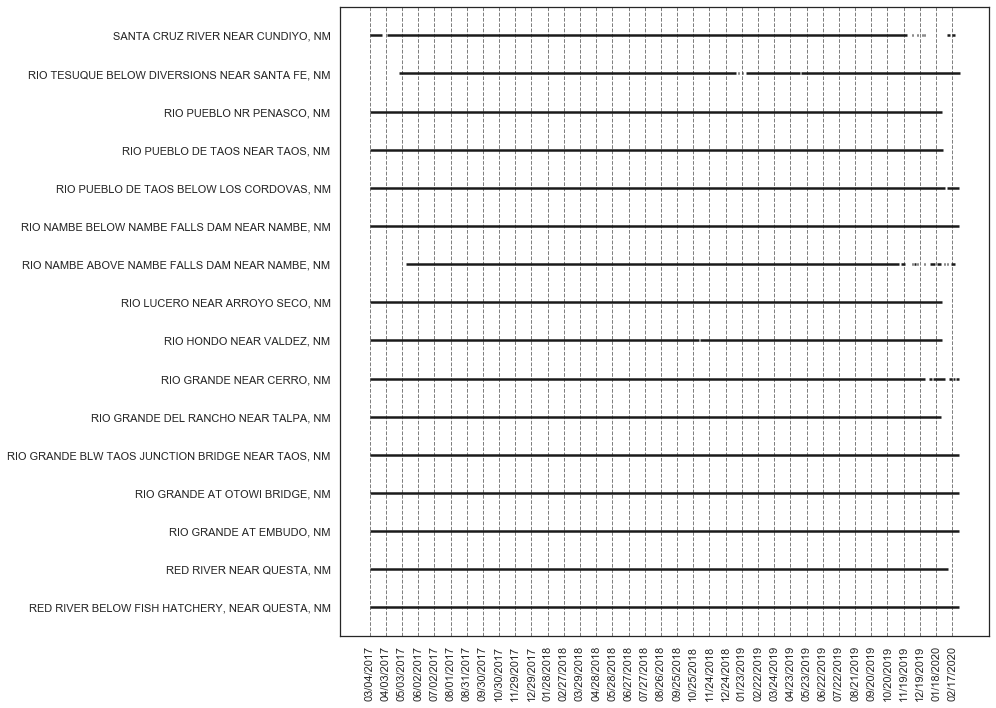 SANTA CRUZ RIVER NEAR CUNDIYO, NM
RIO TESUQUE BELOW DIVERSIONS NEAR SANTA FE, NM
RIO PUEBLO NR PENASCO, NM
RIO PUEBLO DE TAOS NEAR TAOS, NM
RIO PUEBLO DE TAOS BELOW LOS CORDOVAS, NM
RIO NAMBE BELOW NAMBE FALLS DAM NEAR NAMBE, NM
RIO NAMBE ABOVE NAMBE FALLS DAM NEAR NAMBE, NM
RIO LUCERO NEAR ARROYO SECO, NM
RIO HONDO NEAR VALDEZ, NM
RIO GRANDE NEAR CERRO, NM
RIO GRANDE DEL RANCHO NEAR TALPA, NM
RIO GRANDE BLW TAOS JUNCTION BRIDGE NEAR TAOS, NM
RIO GRANDE AT OTOWI BRIDGE, NM
RIO GRANDE AT EMBUDO, NM
RED RIVER NEAR QUESTA, NM
RED RIVER BELOW FISH HATCHERY, NEAR QUESTA, NM
03/04/2017
04/03/2017
05/03/2017
06/02/2017
07/02/2017
08/01/2017
08/31/2017
09/30/2017
10/30/2017
11/29/2017
12/29/2017
01/28/2018
02/27/2018
03/29/2018
04/28/2018
05/28/2018
06/27/2018
07/27/2018
08/26/2018
09/25/2018
10/25/2018
11/24/2018
12/24/2018
01/23/2019
02/22/2019
03/24/2019
04/23/2019
05/23/2019
06/22/2019
07/22/2019
08/21/2019
09/20/2019
10/20/2019
11/19/2019
12/19/2019
01/18/2020
02/17/2020